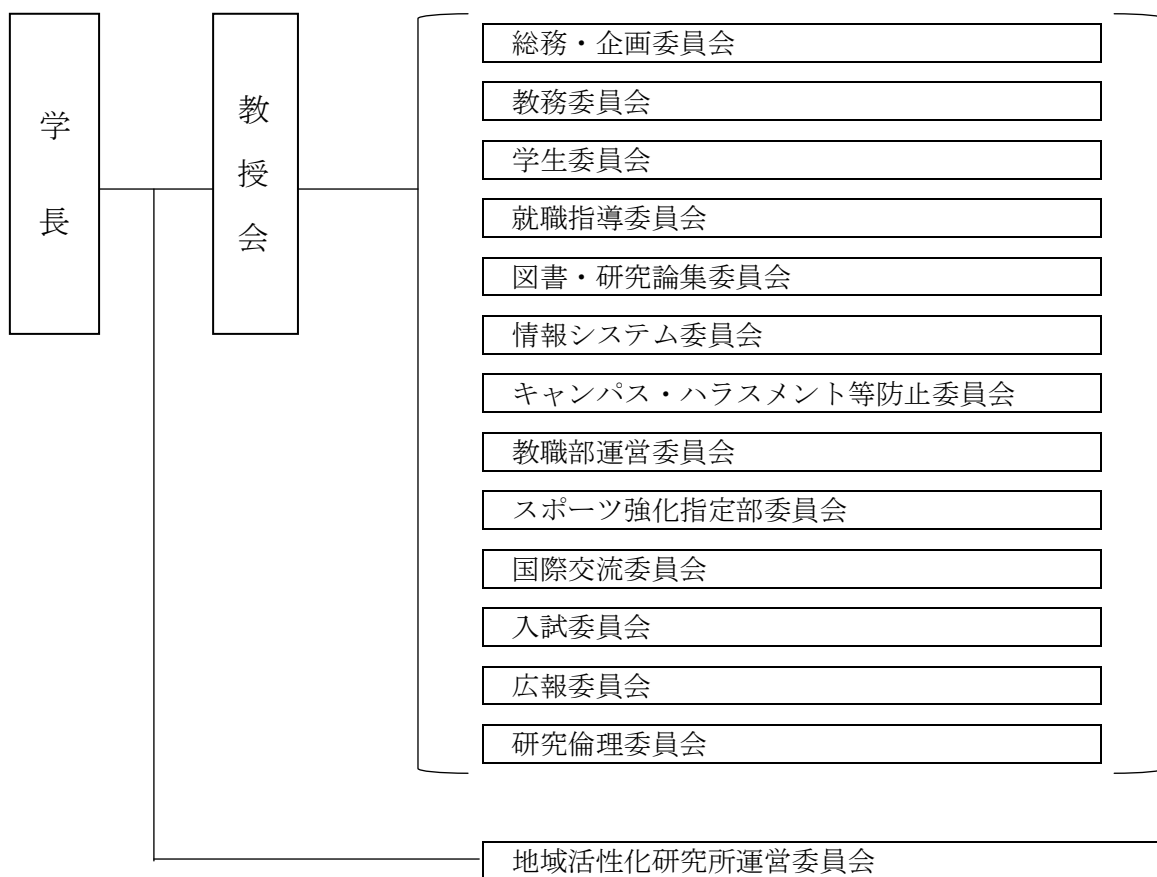 学長
教授会
総務・企画委員会
教務委員会
学生委員会
就職指導委員会
図書・研究論集委員会
情報システム委員会
キャンパス・ハラスメント等防止委員会
教職部運営委員会
スポーツ強化指定部委員会
国際交流委員会
入試委員会
広報委員会
研究倫理委員会
地域活性化研究所運営委員会